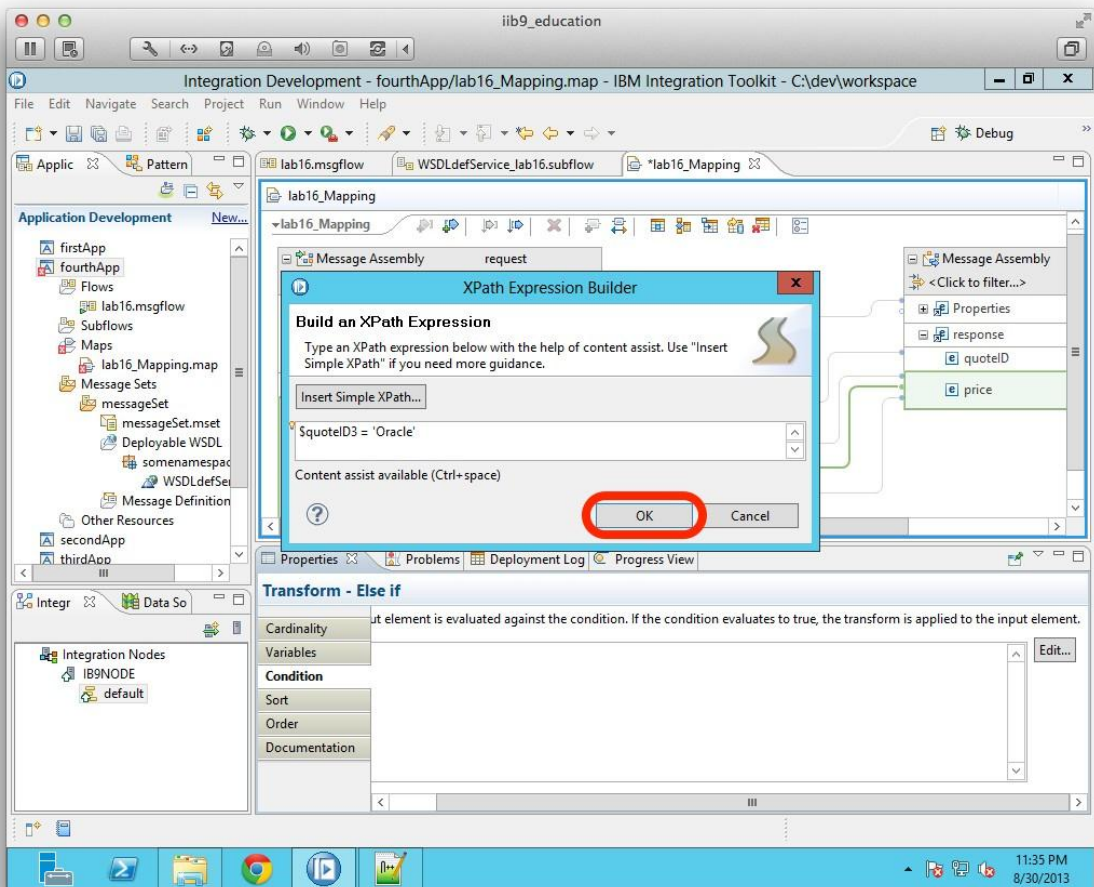 iib9_education
Integration Development - fourthApp/lab16_Mapping.map - IBM Integration Toolkit - C:\dev\workspace
File Edit Navigate Search Project Run Window Help
Debug
Applic
Pattern
lab16.msgflow
WSDLdefService_lab16.subflow
*lab16_Mapping
Application Development
New...
firstApp
fourthApp
Flows
lab16.msgflow
Subflows
Maps
lab16_Mapping.map
Message Sets
messageSet
messageSet.mset
Deployable WSDL
somenamespac
WSDLdefSe
Message Definition
Other Resources
secondApp
thirdApp
lab16_Mapping
lab16_Mapping
Message Assembly request
Message Assembly
<Click to filter...>
Properties
response
quoteID
price
XPath Expression Builder
Build an XPath Expression
Type an XPath expression below with the help of content assist. Use "Insert
Simple XPath" if you need more guidance.
Insert Simple XPath...
$quoteID3 = 'Oracle'
Content assist available (Ctrl+space)
OK
Cancel
Integr
Data So
Integration Nodes
IB9NODE
default
Properties
Problems
Deployment Log
Progress View
Transform - Else if
ut element is evaluated against the condition. If the condition evaluates to true, the transform is applied to the input element.
Cardinality
Variables
Condition
Sort
Order
Documentation
Edit...
11:35 PM
8/30/2013